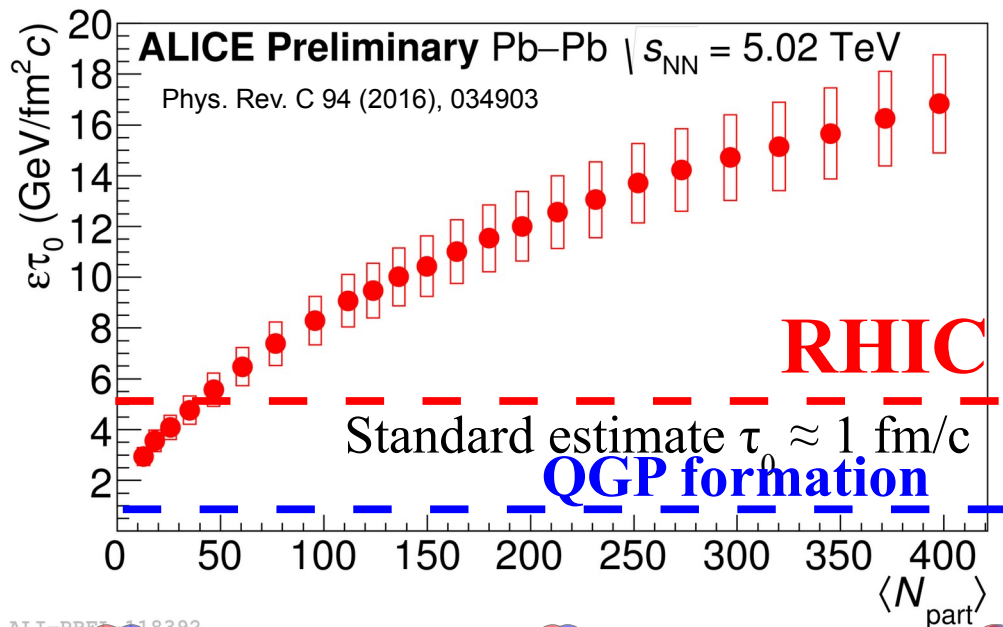 20
ALICE Preliminary Pb–Pb √sNN = 5.02 TeV
18
Phys. Rev. C 94 (2016), 034903
16
14
12
10
8
6
4
2
ετ0 (GeV/fm2c)
RHIC
Standard estimate τ0 ≈ 1 fm/c
QGP formation
0 50 100 150 200 250 300 350 400
⟨Npart⟩